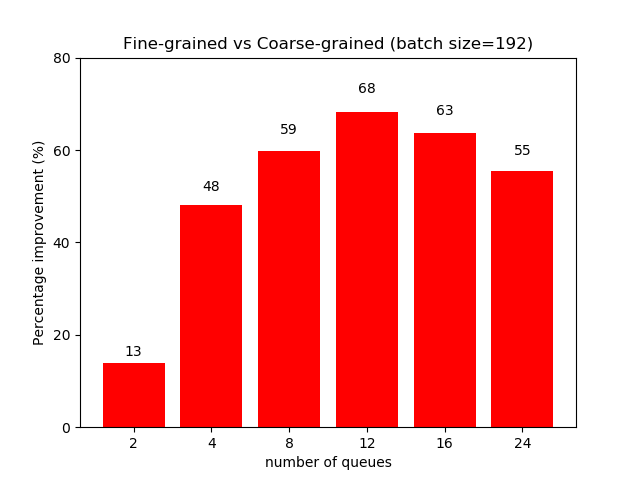 Fine-grained vs Coarse-grained (batch size=192)
Percentage improvement (%)
80
60
40
20
0
13
48
59
68
63
55
2 4 8 12 16 24
number of queues